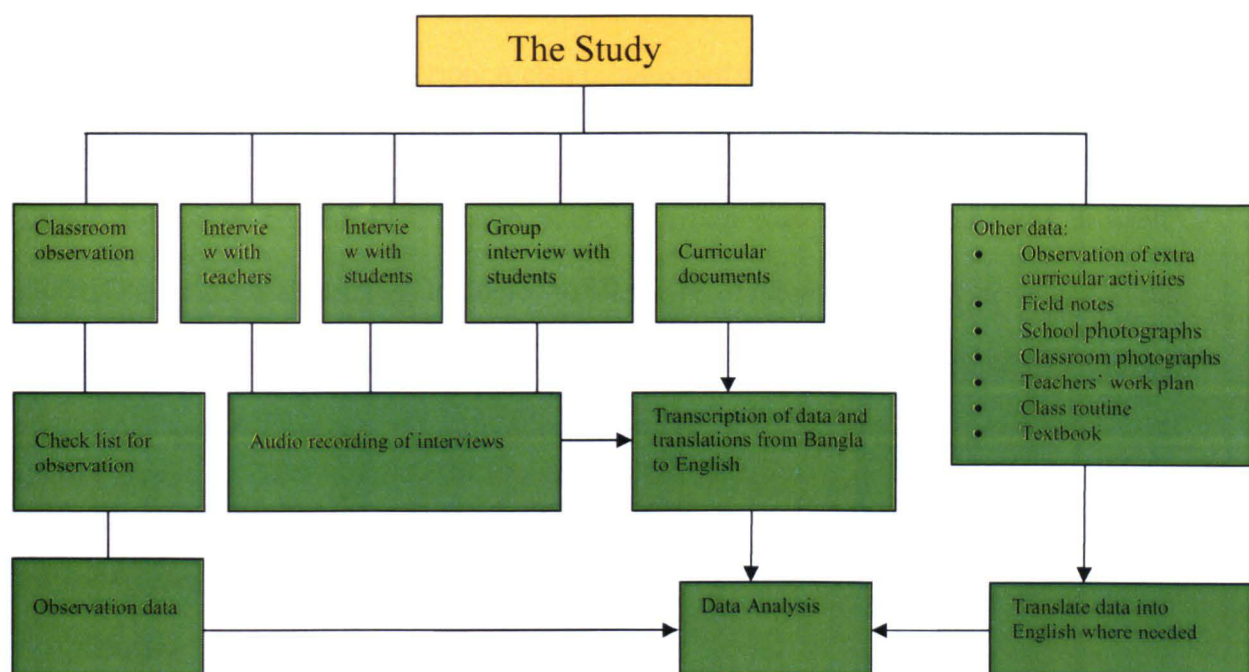 The Study
Classroom
observation
Intervie
w with
teachers
Intervie
w with
students
Group
interview with
students
Curricular
documents
Other data:
• Observation of extra
curricular activities
• Field notes
• School photographs
• Classroom photographs
• Teachers' work plan
• Class routine
• Textbook
Check list for
observation
Audio recording of interviews
Transcription of data and
translations from Bangla
to English
Observation data
Data Analysis
Translate data into
English where needed